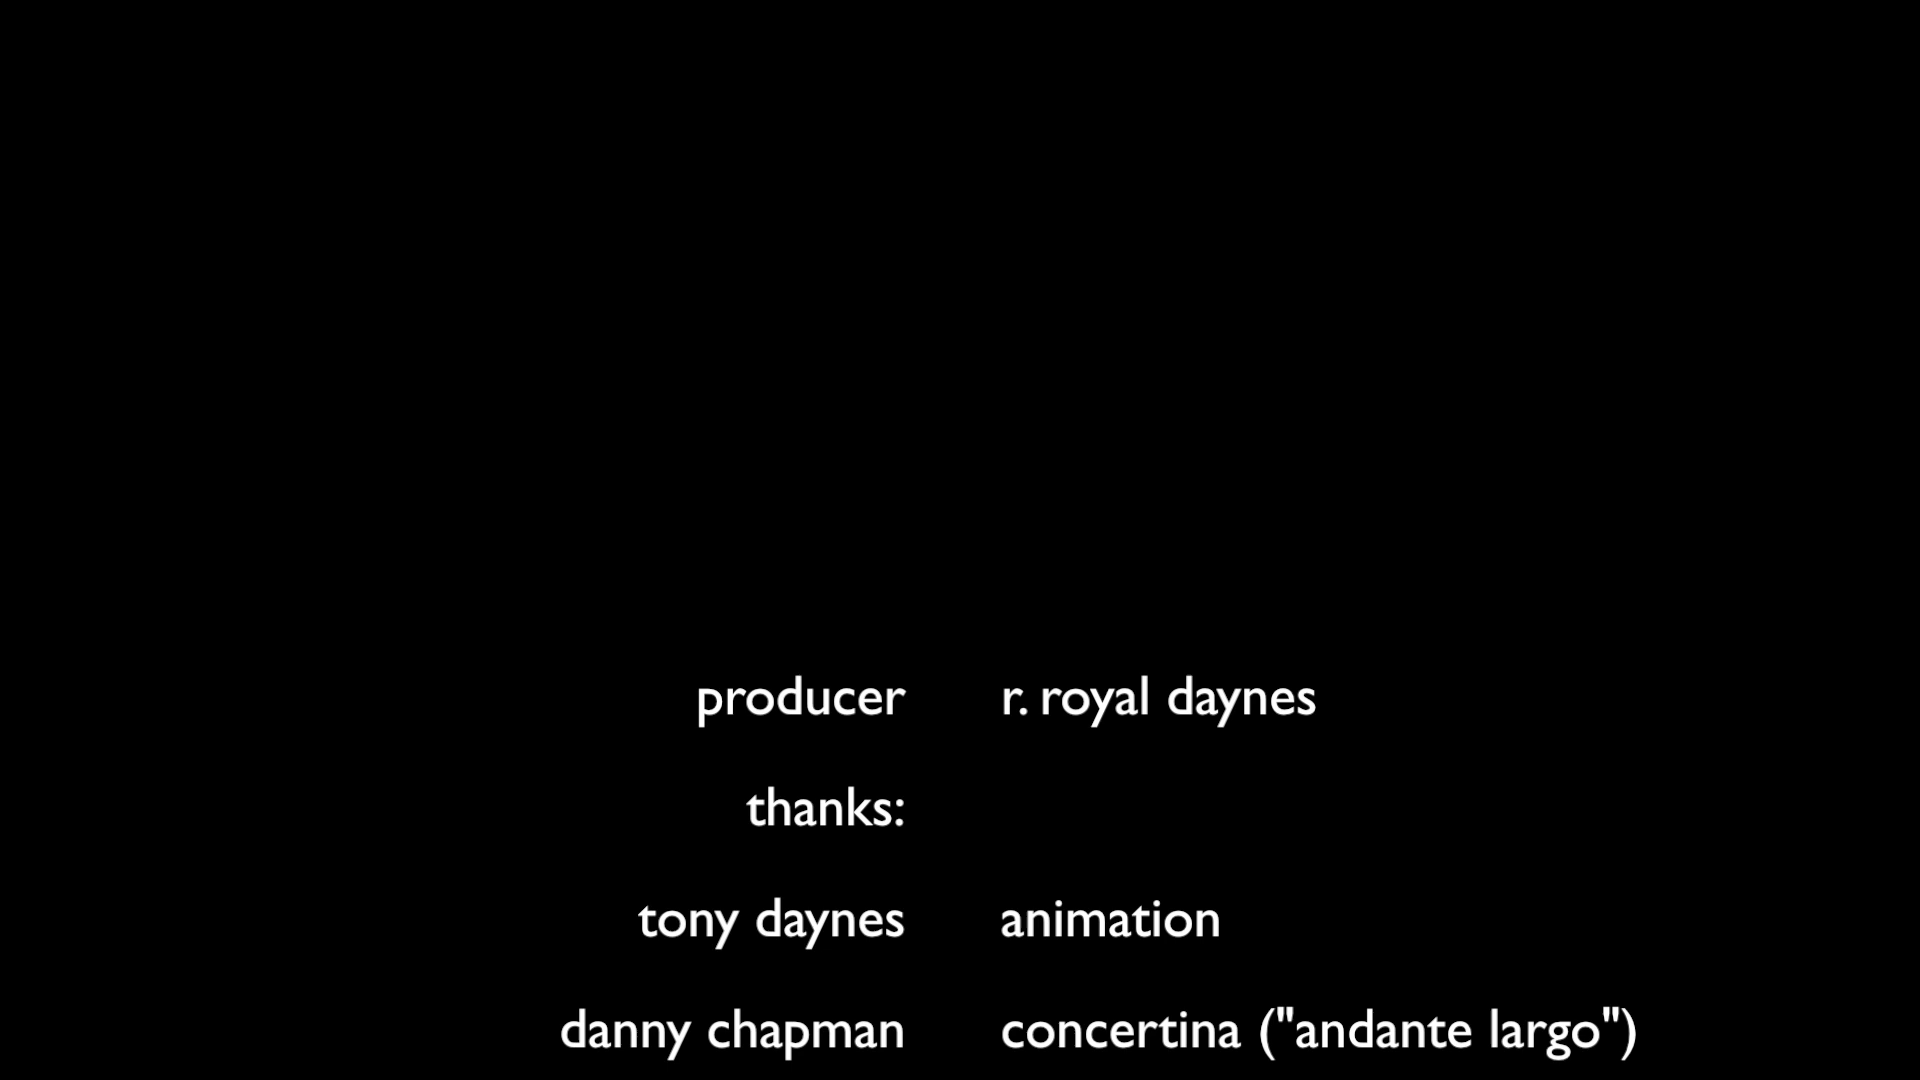 producer r. royal daynes
thanks:
tony daynes animation
danny chapman concertina ("andante largo")